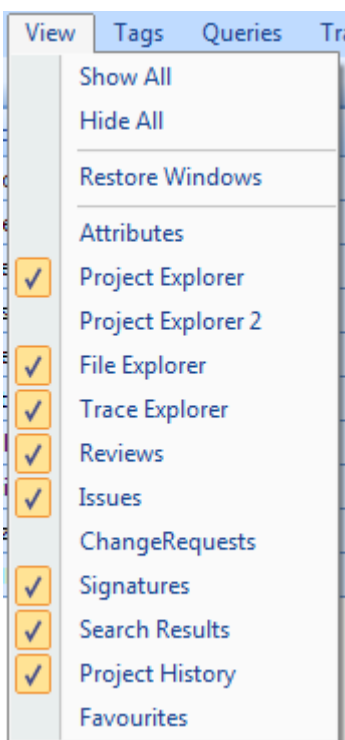 View Tags Queries
Show All
Hide All
Restore Windows
Attributes
Project Explorer
Project Explorer 2
File Explorer
Trace Explorer
Reviews
Issues
ChangeRequests
Signatures
Search Results
Project History
Favourites